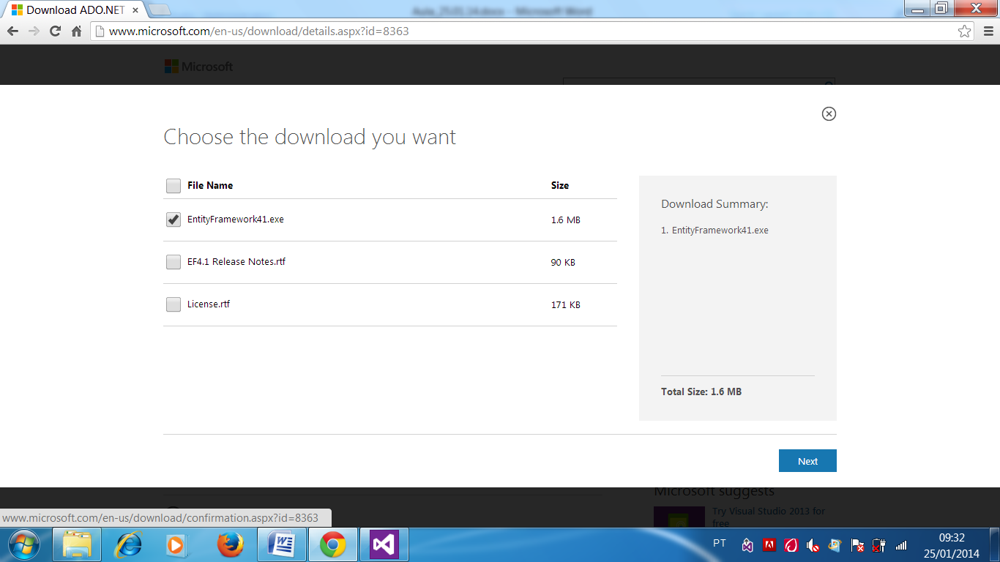 Aula_25.01.14.docx - Microsoft Word
Download ADO.NET
www.microsoft.com/en-us/download/details.aspx?id=8363
Microsoft
Choose the download you want
File Name Size
EntityFramework41.exe 1.6 MB
EF4.1 Release Notes.rtf 90 KB
License.rtf 171 KB
Download Summary:
1. EntityFramework41.exe
Total Size: 1.6 MB
Next
Microsoft suggests
Try Visual Studio 2013 for
free
www.microsoft.com/en-us/download/confirmation.aspx?id=8363
PT
09:32
25/01/2014